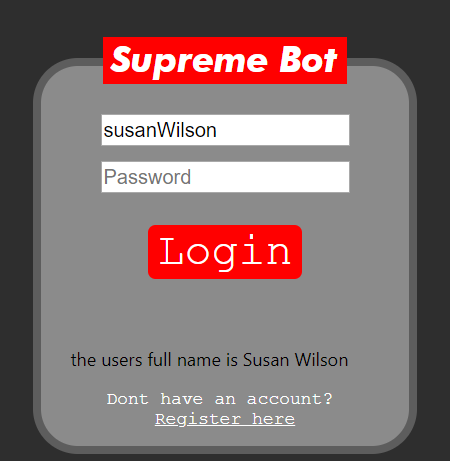 Supreme Bot
susanWilson
Password
Login
the users full name is Susan Wilson
Dont have an account?
Register here